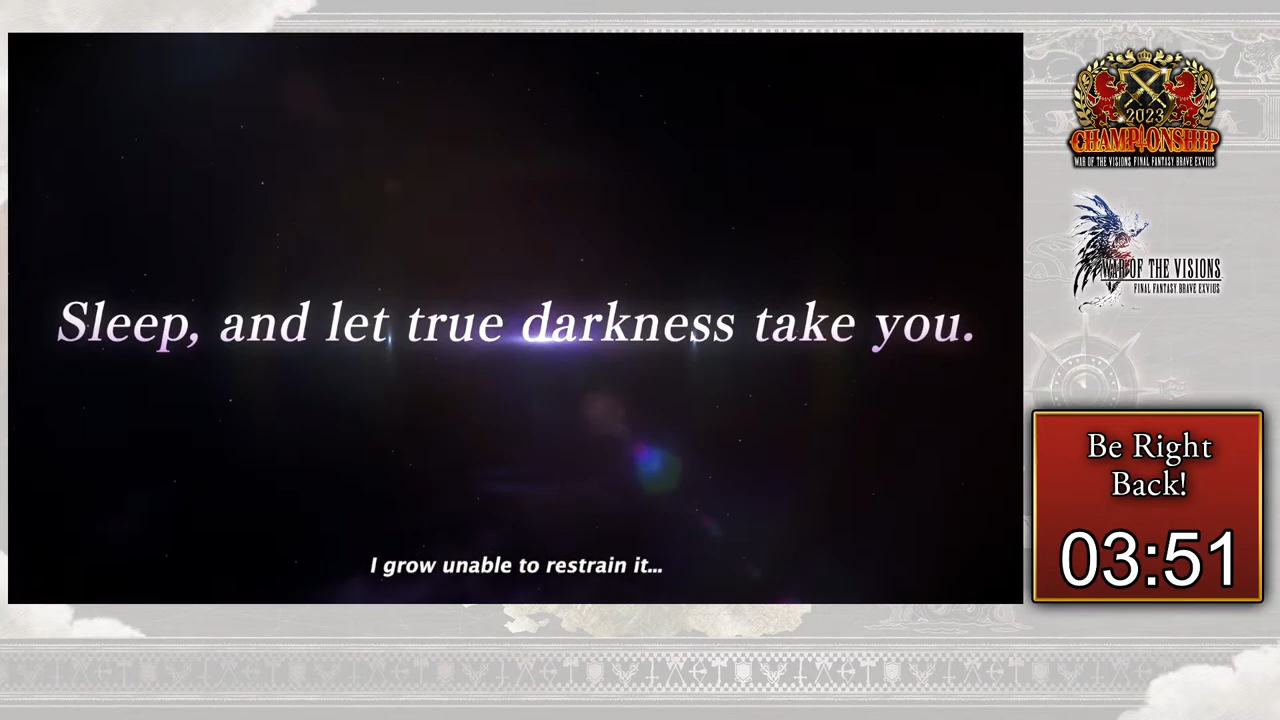 Sleep, and let true darkness take you.
I grow unable to restrain it...
2023
CHAMPIONSHIP
WAR OF THE VISIONS FINAL FANTASY BRAVE EXVIUS
WAR OF THE VISIONS
FINAL FANTASY BRAVE EXVIUS
Be Right
Back!
03:51